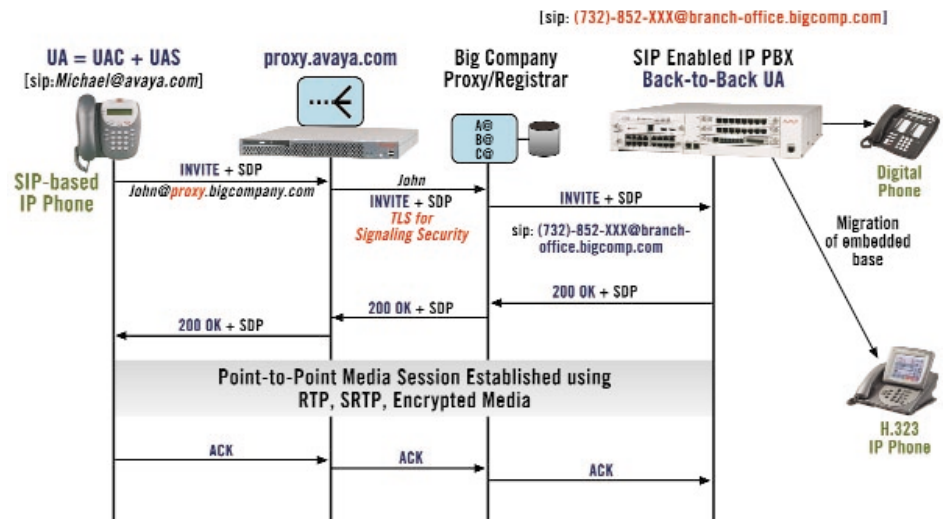 [sip: (732)-852-XXX@branch-office.bigcomp.com]
UA = UAC + UAS
[sip:Michael@avaya.com]
proxy.avaya.com
Big Company
Proxy/Registrar
SIP Enabled IP PBX
Back-to-Back UA
A@
B@
C@
SIP-based
IP Phone
INVITE + SDP
John@proxy.bigcompany.com
John
INVITE + SDP
TLS for
Signaling Security
INVITE + SDP
sip: (732)-852-XXX@branch-
office.bigcomp.com
Digital
Phone
Migration
of embedded
base
200 OK + SDP
200 OK + SDP
200 OK + SDP
Point-to-Point Media Session Established using
RTP, SRTP, Encrypted Media
H.323
IP Phone
ACK
ACK
ACK